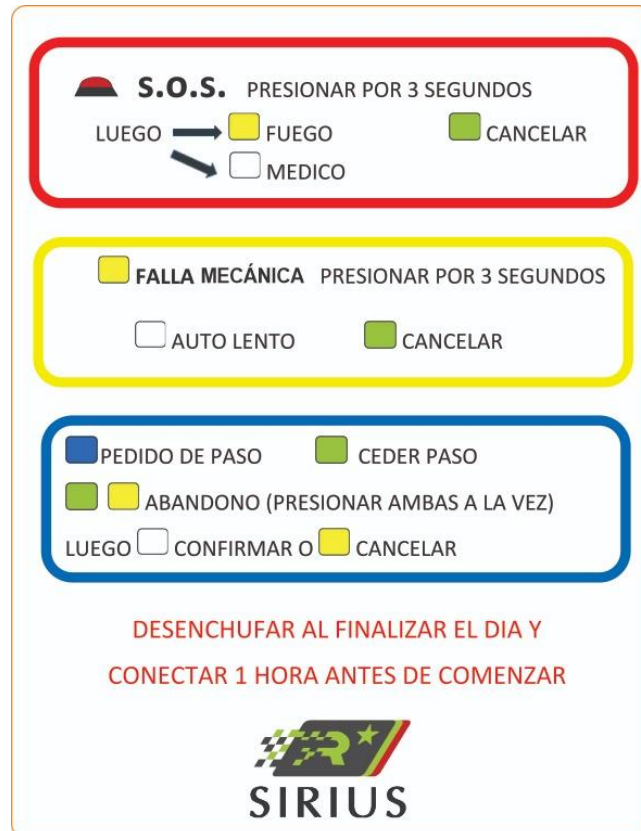 S.O.S. PRESIONAR POR 3 SEGUNDOS
LUEGO FUEGO CANCELAR
MEDICO
FALLA MECÁNICA PRESIONAR POR 3 SEGUNDOS
AUTO LENTO CANCELAR
PEDIDO DE PASO CEDER PASO
ABANDONO (PRESIONAR AMBAS A LA VEZ)
LUEGO CONFIRMAR O CANCELAR
DESENCHUFAR AL FINALIZAR EL DIA Y
CONECTAR 1 HORA ANTES DE COMENZAR
R
SIRIUS